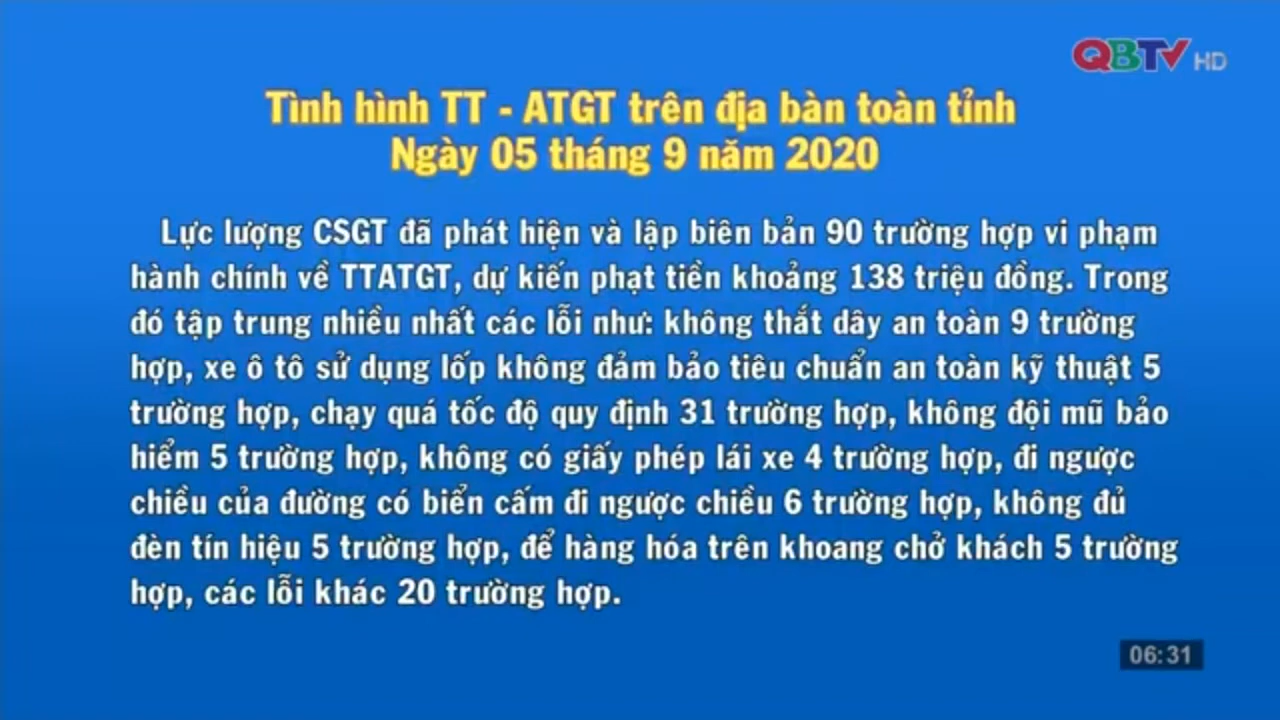 QBTV HD
Tình hình TT - ATGT trên địa bàn toàn tỉnh
Ngày 05 tháng 9 năm 2020
Lực lượng CSGT đã phát hiện và lập biên bản 90 trường hợp vi phạm
hành chính về TTATGT, dự kiến phạt tiền khoảng 138 triệu đồng. Trong
đó tập trung nhiều nhất các lỗi như: không thắt dây an toàn 9 trường
hợp, xe ô tô sử dụng lốp không đảm bảo tiêu chuẩn an toàn kỹ thuật 5
trường hợp, chạy quá tốc độ quy định 31 trường hợp, không đội mũ bảo
hiểm 5 trường hợp, không có giấy phép lái xe 4 trường hợp, đi ngược
chiều của đường có biển cấm đi ngược chiều 6 trường hợp, không đủ
đèn tín hiệu 5 trường hợp, để hàng hóa trên khoang chở khách 5 trường
hợp, các lỗi khác 20 trường hợp.
06:31